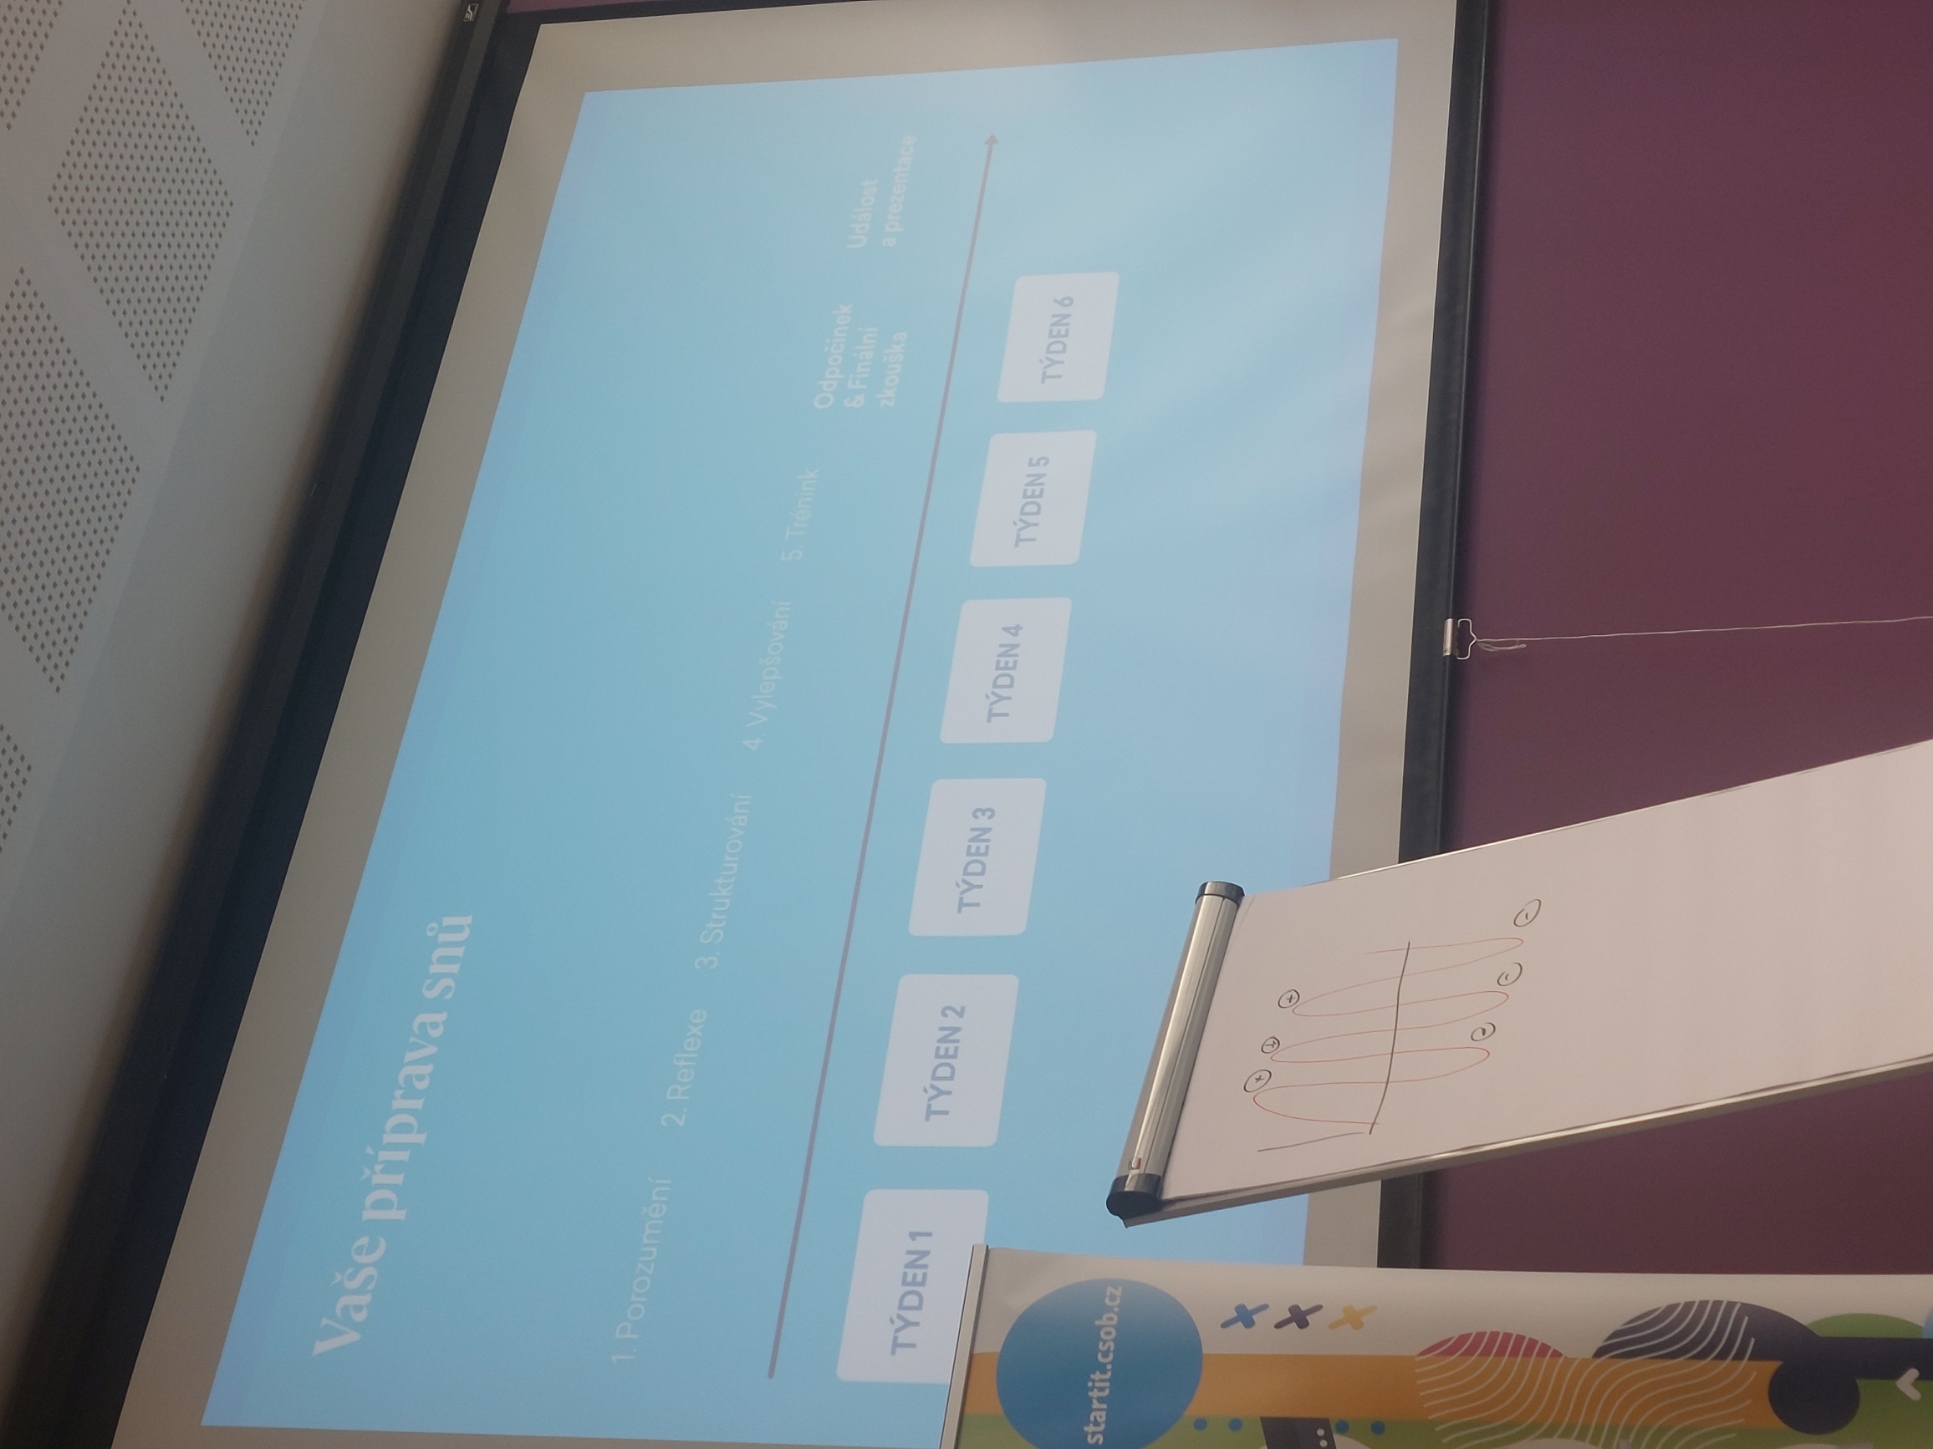 Vaše příprava snů
1. Porozumění
2. Reflexe
3. Strukturování
4. Vylepšování
5. Trénink
Odpočinek
& Finální
zkouška
Událost
a prezentace
TÝDEN 1
TÝDEN 2
TÝDEN 3
TÝDEN 4
TÝDEN 5
TÝDEN 6
startit.csob.cz
+
+
+
-
-
-